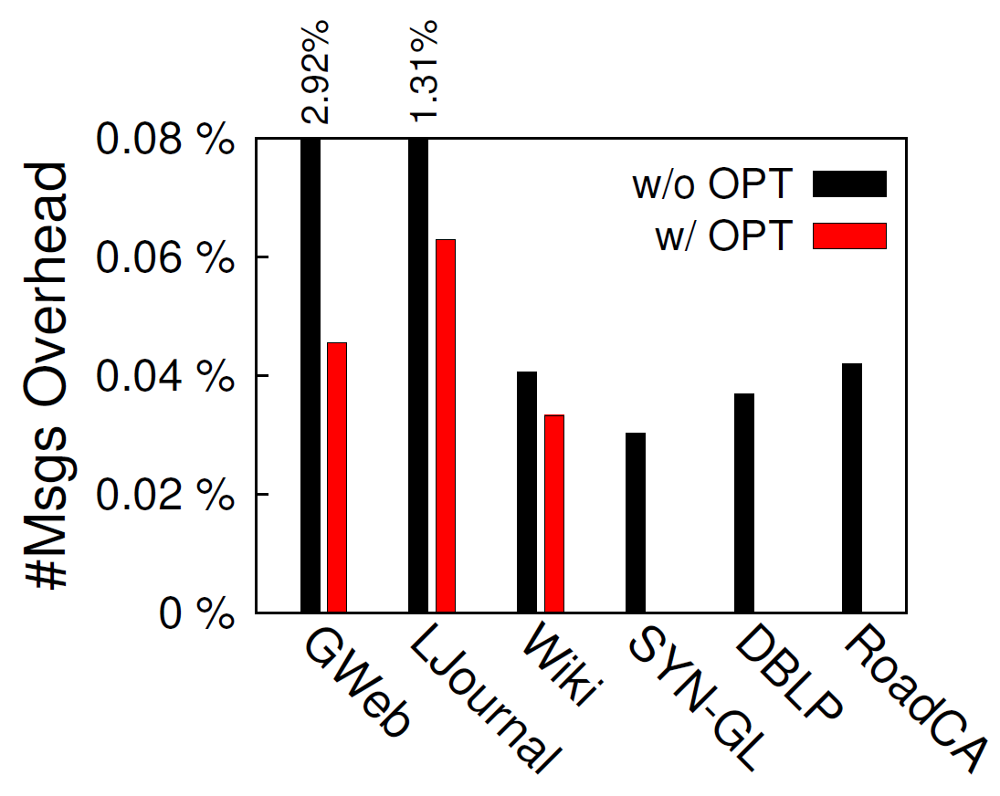 2.92%
1.31%
#Msgs Overhead
0.08 %
0.06 %
0.04 %
0.02 %
0 %
w/o OPT
w/ OPT
GWeb
LJournal
Wiki
SYN-GL
DBLP
RoadCA